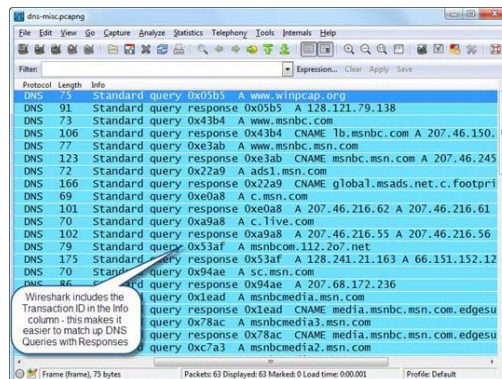 dns-misc.pcapng
File Edit View Go Capture Analyze Statistics Telephony Tools Internals Help
Filter: Expression... Clear Apply Save
Protocol Length Info
DNS 75 Standard query 0x05b5 A www.winpcap.org
DNS 91 Standard query response 0x05b5 A 128.121.79.138
DNS 73 Standard query 0x43b4 A www.msnbc.com
DNS 106 Standard query response 0x43b4 CNAME lb.msnbc.com A 207.46.150.
DNS 77 Standard query 0xe3ab A www.msnbc.msn.com
DNS 123 Standard query response 0xe3ab CNAME msnbc.msn.com A 207.46.245
DNS 72 Standard query 0x22a9 A ads1.msn.com
DNS 166 Standard query response 0x22a9 CNAME global.msads.net.c.footpri
DNS 69 Standard query 0xe0a8 A c.msn.com
DNS 101 Standard query response 0xe0a8 A 207.46.216.62 A 207.46.216.61
DNS 70 Standard query 0xa9a8 A c.live.com
DNS 102 Standard query response 0xa9a8 A 207.46.216.55 A 207.46.216.56
DNS 79 Standard query 0x53af A msnbcom.112.2o7.net
DNS 175 Standard query response 0x53af A 128.241.21.163 A 66.151.152.12
DNS 70 Standard query 0x94ae A sc.msn.com
DNS 86 Standard query response 0x94ae A 207.68.172.236
query 0x1ead A msnbcmedia.msn.com
query response 0x1ead CNAME media.msnbc.msn.com.edgesu
query 0x78ac A msnbcmedia3.msn.com
query response 0x78ac CNAME media3.msnbc.msn.com.edges
query 0xc7a3 A msnbcmedia2.msn.com
Wireshark includes the
Transaction ID in the Info
column - this makes it
easier to match up DNS
Queries with Responses
Frame (frame), 75 bytes Packets: 63 Displayed: 63 Marked: 0 Load time: 0:00.001 Profile: Default